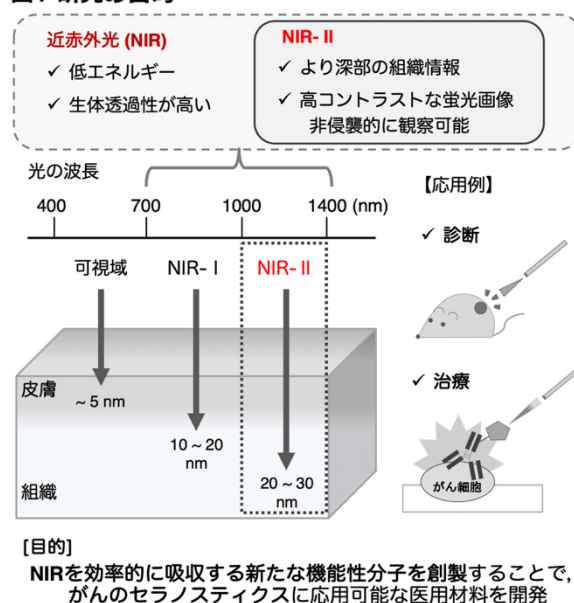 近赤外光 (NIR)
✓ 低エネルギー
✓ 生体透過性が高い
NIR- II
✓ より深部の組織情報
✓ 高コントラストな蛍光画像
非侵襲的に観察可能
光の波長
400 700 1000 1400 (nm)
可視域 NIR- I NIR- II
皮膚
~ 5 nm
10 ~ 20
nm
20 ~ 30
nm
組織
【応用例】
✓ 診断
✓ 治療
がん細胞
[目的]
NIRを効率的に吸収する新たな機能性分子を創製することで,
がんのセラノスティクスに応用可能な医用材料を開発